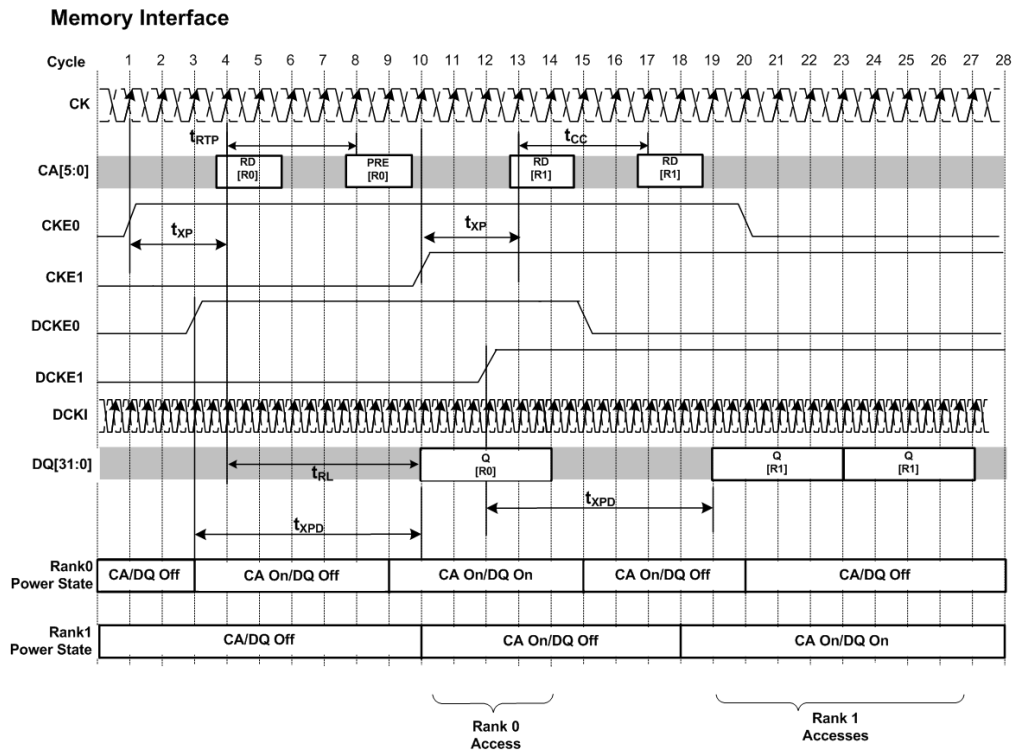 Memory Interface
Cycle 1 2 3 4 5 6 7 8 9 10 11 12 13 14 15 16 17 18 19 20 21 22 23 24 25 26 27 28
CK
tRTP
tCC
CA[5:0]
RD
[R0]
PRE
[R0]
RD
[R1]
RD
[R1]
CKE0
tXP
tXP
CKE1
DCKE0
DCKE1
DCKI
DQ[31:0]
tRL
Q
[R0]
Q
[R1]
Q
[R1]
tXPD
tXPD
Rank0
Power State
CA/DQ Off
CA On/DQ Off
CA On/DQ On
CA On/DQ Off
CA/DQ Off
Rank1
Power State
CA/DQ Off
CA On/DQ Off
CA On/DQ On
Rank 0
Access
Rank 1
Accesses